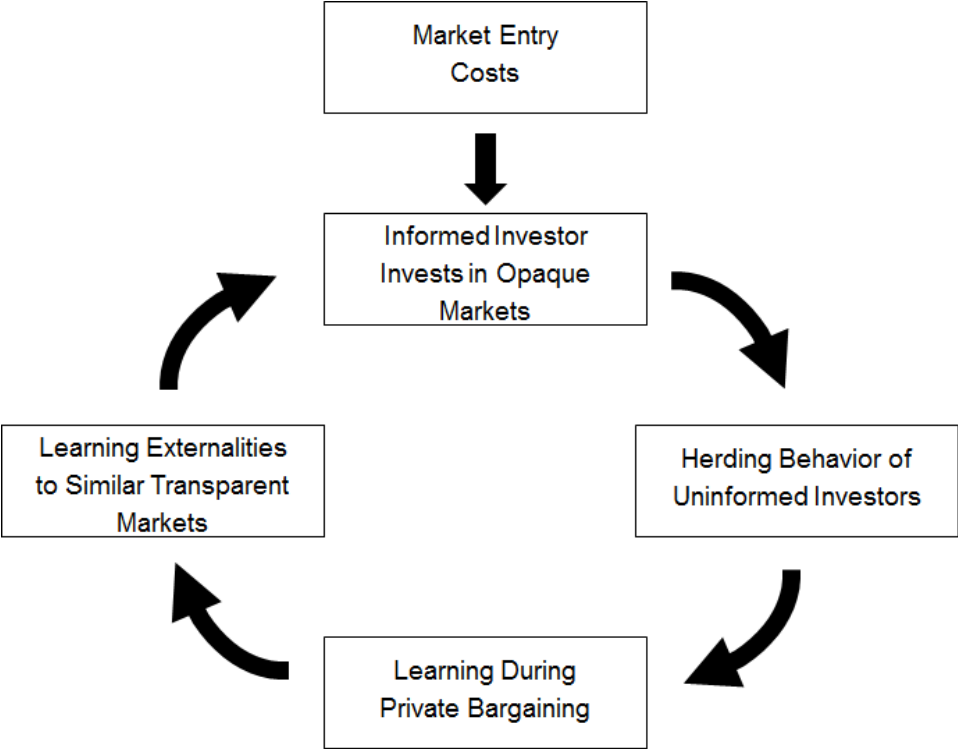 Market Entry
Costs
Informed Investor
Invests in Opaque
Markets
Learning Externalities
to Similar Transparent
Markets
Herding Behavior of
Uninformed Investors
Learning During
Private Bargaining